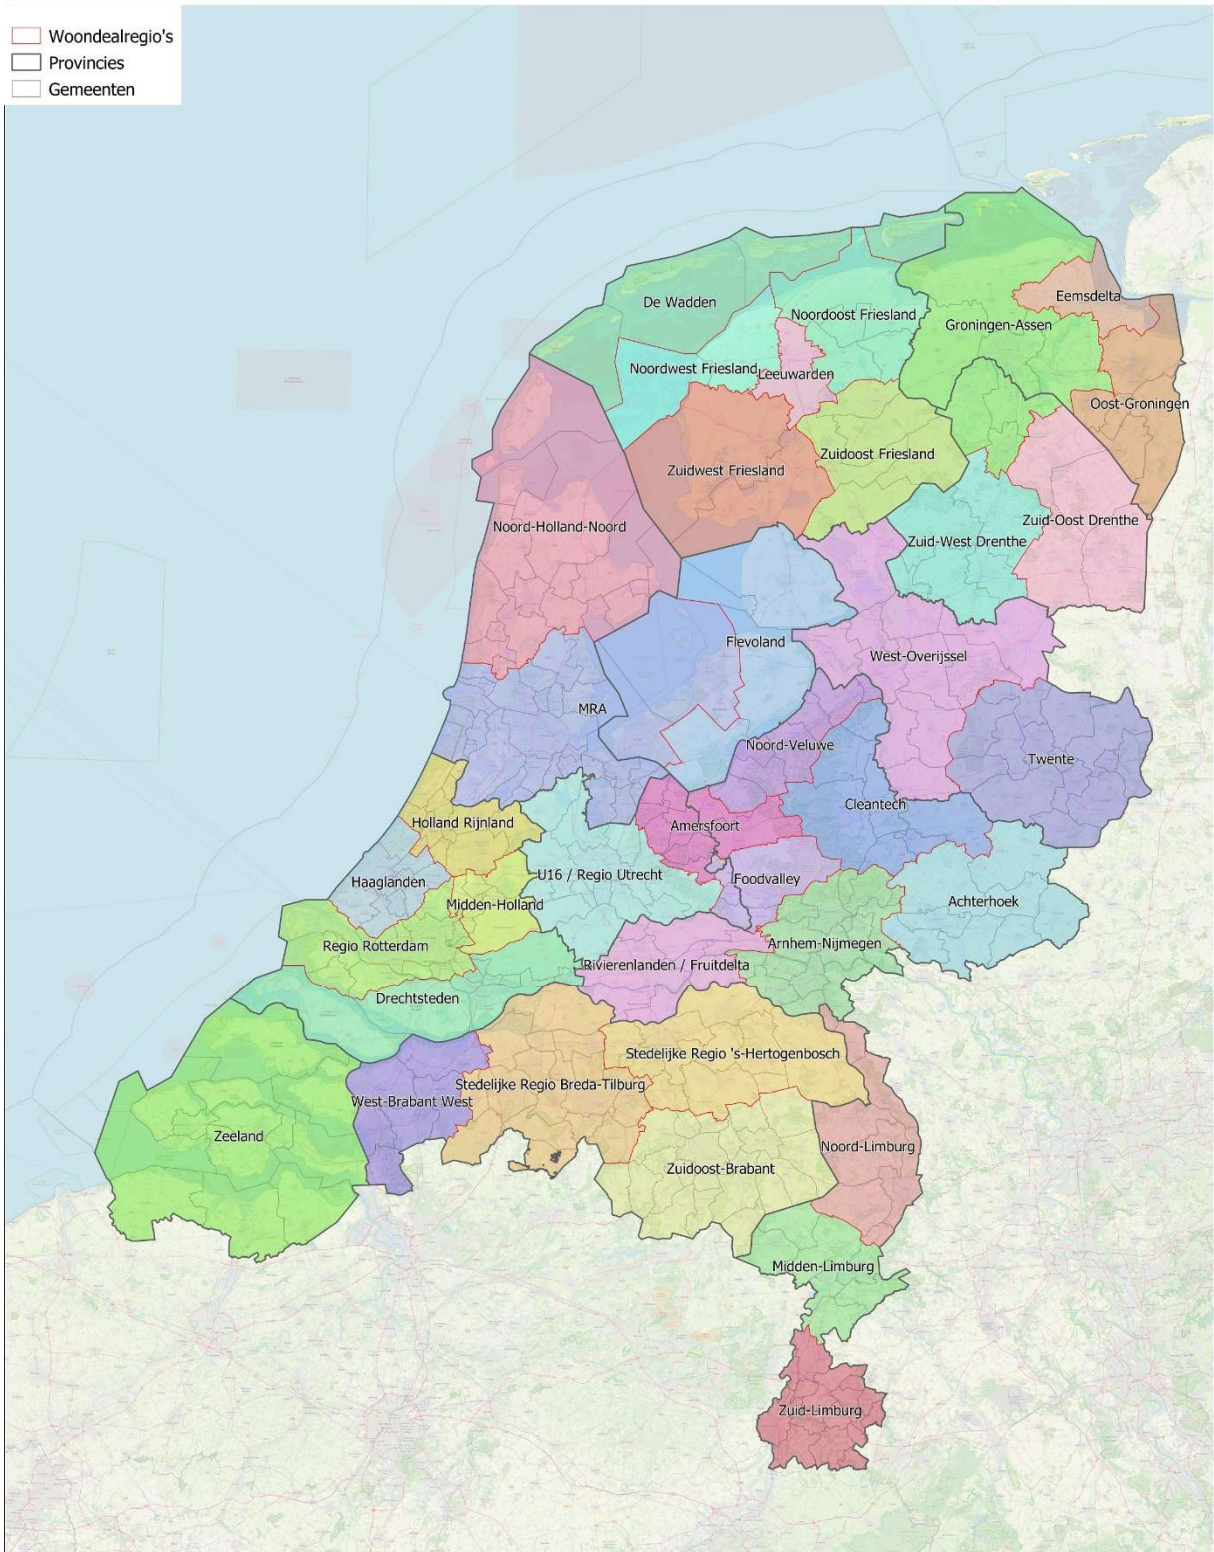 Woondealregio's
Provincies
Gemeenten
De Wadden
Eemsdelta
Noordoost Friesland
Groningen-Assen
Noordwest Friesland
Leeuwarden
Oost-Groningen
Zuidoost Friesland
Zuidwest Friesland
Zuid-Oost Drenthe
Noord-Holland-Noord
Zuid-West Drenthe
Flevoland
West-Overijssel
MRA
Noord-Veluwe
Twente
Cleantech
Holland Rijnland
Amersfoort
U16 / Regio Utrecht
Foodvalley
Haaglanden
Achterhoek
Midden-Holland
Arnhem-Nijmegen
Regio Rotterdam
Rivierenlanden / Fruitdelta
Drechtsteden
Stedelijke Regio 's-Hertogenbosch
Stedelijke Regio Breda-Tilburg
West-Brabant West
Zeeland
Noord-Limburg
Zuidoost-Brabant
Midden-Limburg
Zuid-Limburg